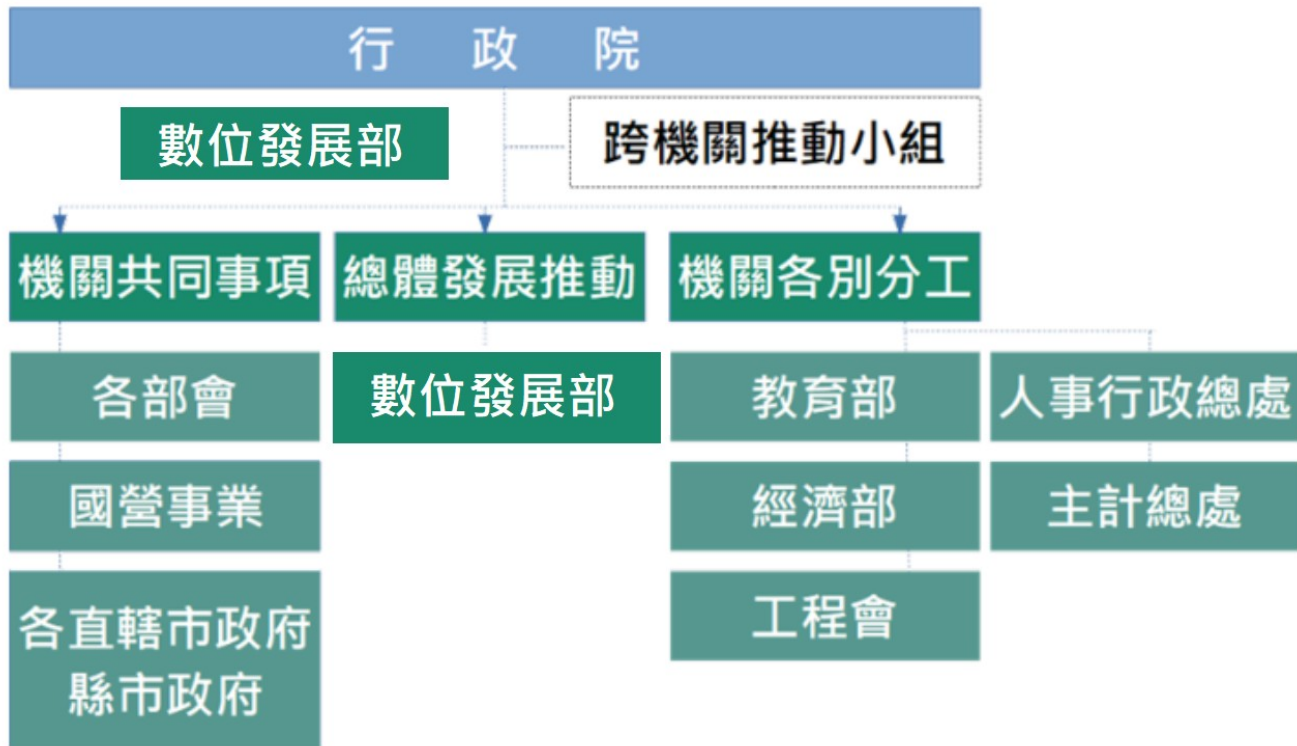 行政院
數位發展部
跨機關推動小組
機關共同事項
總體發展推動
機關各別分工
各部會
數位發展部
教育部
人事行政總處
國營事業
經濟部
主計總處
各直轄市政府
縣市政府
工程會